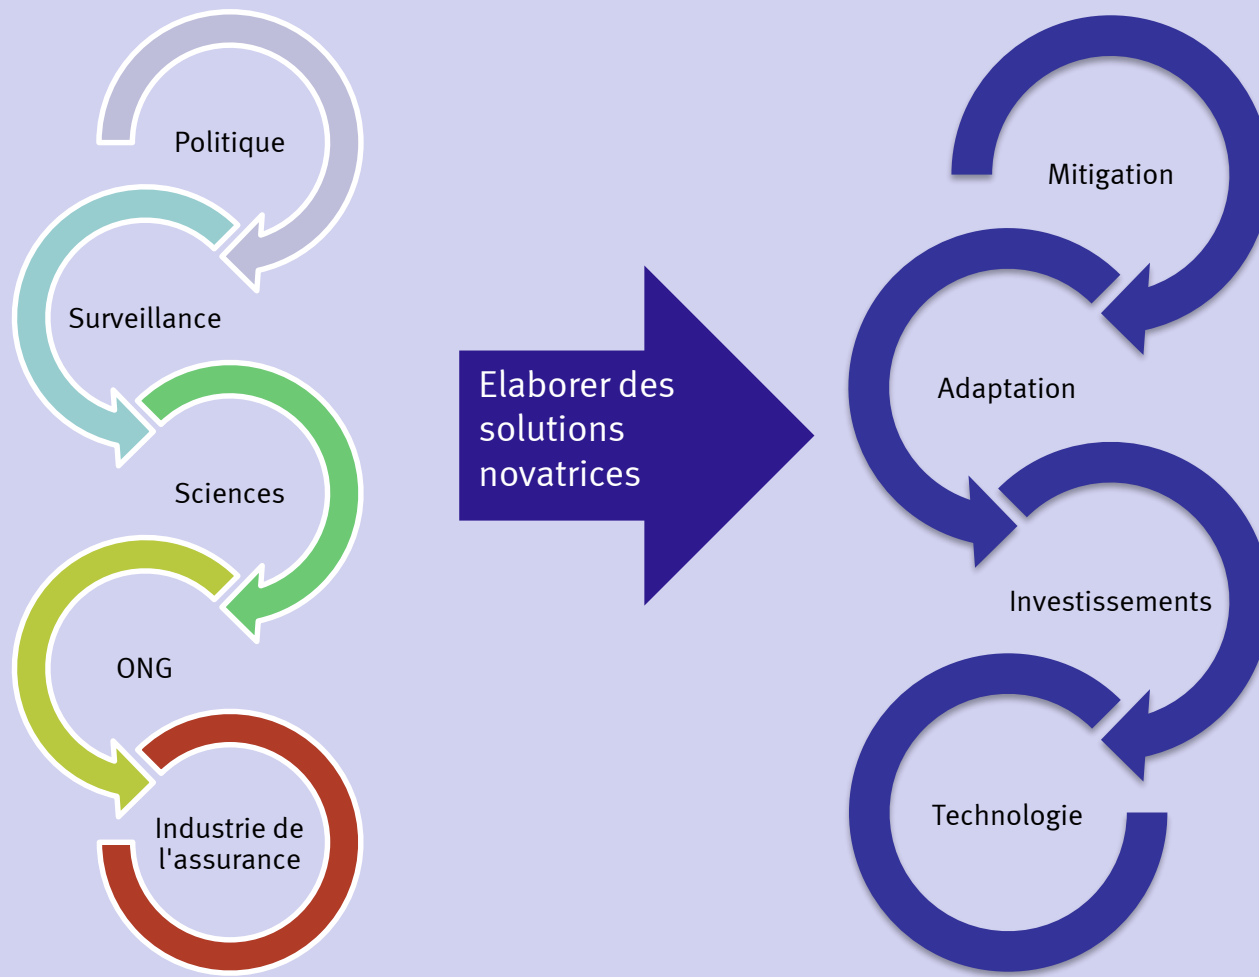 Politique
Surveillance
Sciences
ONG
Industrie de
l'assurance
Elaborer des
solutions
novatrices
Mitigation
Adaptation
Investissements
Technologie